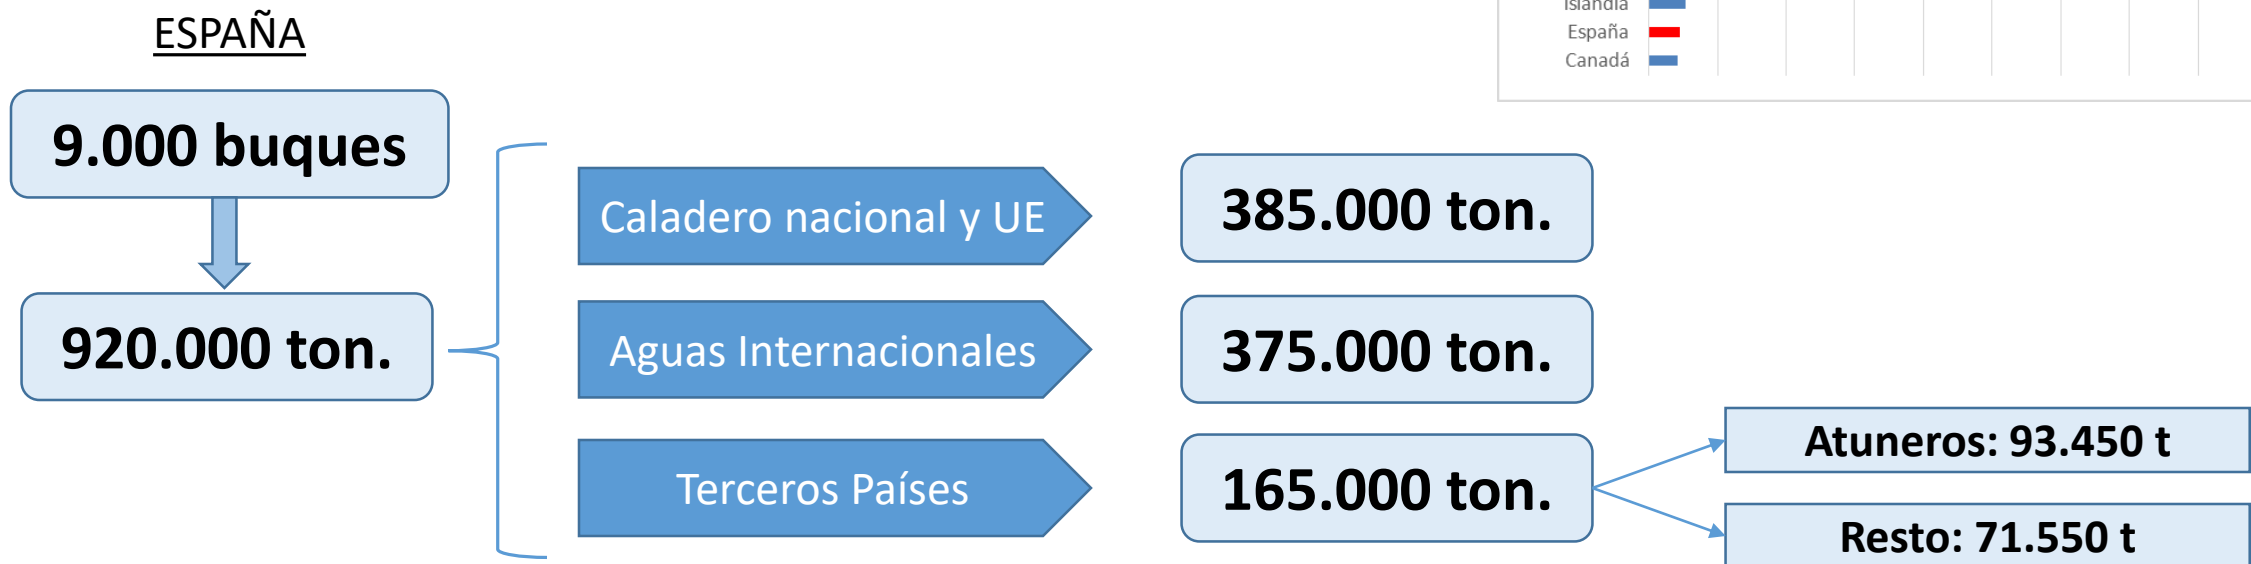 ESPAÑA
Islandia
España
Canadá
9.000 buques
920.000 ton.
Caladero nacional y UE
385.000 ton.
Aguas Internacionales
375.000 ton.
Terceros Países
165.000 ton.
Atuneros: 93.450 t
Resto: 71.550 t